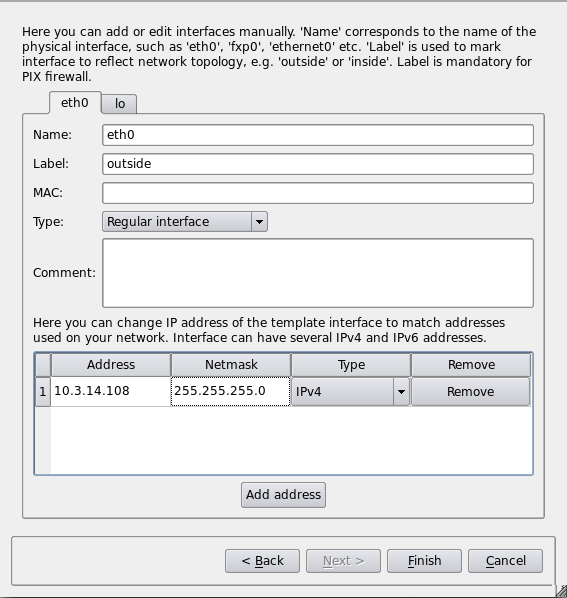 Here you can add or edit interfaces manually. 'Name' corresponds to the name of the
physical interface, such as 'eth0', 'fxp0', 'ethernet0' etc. 'Label' is used to mark
interface to reflect network topology, e.g. 'outside' or 'inside'. Label is mandatory for
PIX firewall.
eth0 lo
Name: eth0
Label: outside
MAC:
Type: Regular interface
Comment:
Here you can change IP address of the template interface to match addresses
used on your network. Interface can have several IPv4 and IPv6 addresses.
Address Netmask Type Remove
1 10.3.14.108 255.255.255.0 IPv4 Remove
Add address
< Back Next > Finish Cancel